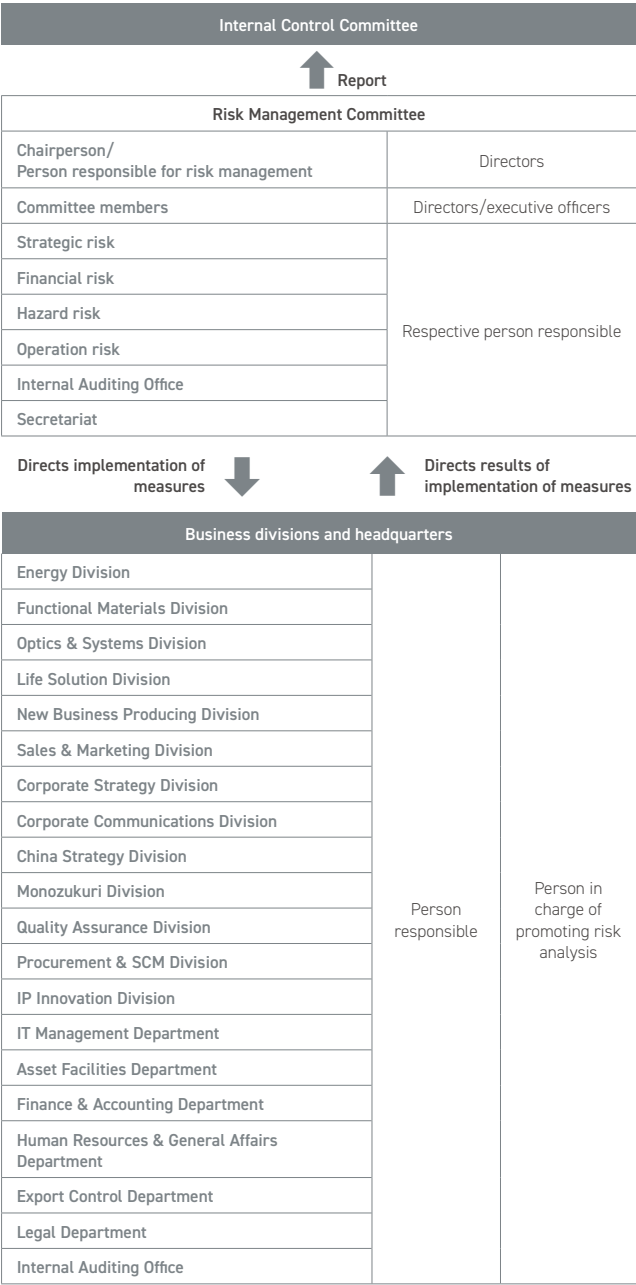 Internal Control Committee
Report
Risk Management Committee
Chairperson/
Person responsible for risk management
Directors
Committee members
Directors/executive officers
Strategic risk
Financial risk
Hazard risk
Operation risk
Internal Auditing Office
Secretariat
Respective person responsible
Directs implementation of
measures
Directs results of
implementation of measures
Business divisions and headquarters
Energy Division
Functional Materials Division
Optics & Systems Division
Life Solution Division
New Business Producing Division
Sales & Marketing Division
Corporate Strategy Division
Corporate Communications Division
China Strategy Division
Monozukuri Division
Quality Assurance Division
Procurement & SCM Division
IP Innovation Division
IT Management Department
Asset Facilities Department
Finance & Accounting Department
Human Resources & General Affairs
Department
Export Control Department
Legal Department
Internal Auditing Office
Person
responsible
Person in
charge of
promoting risk
analysis